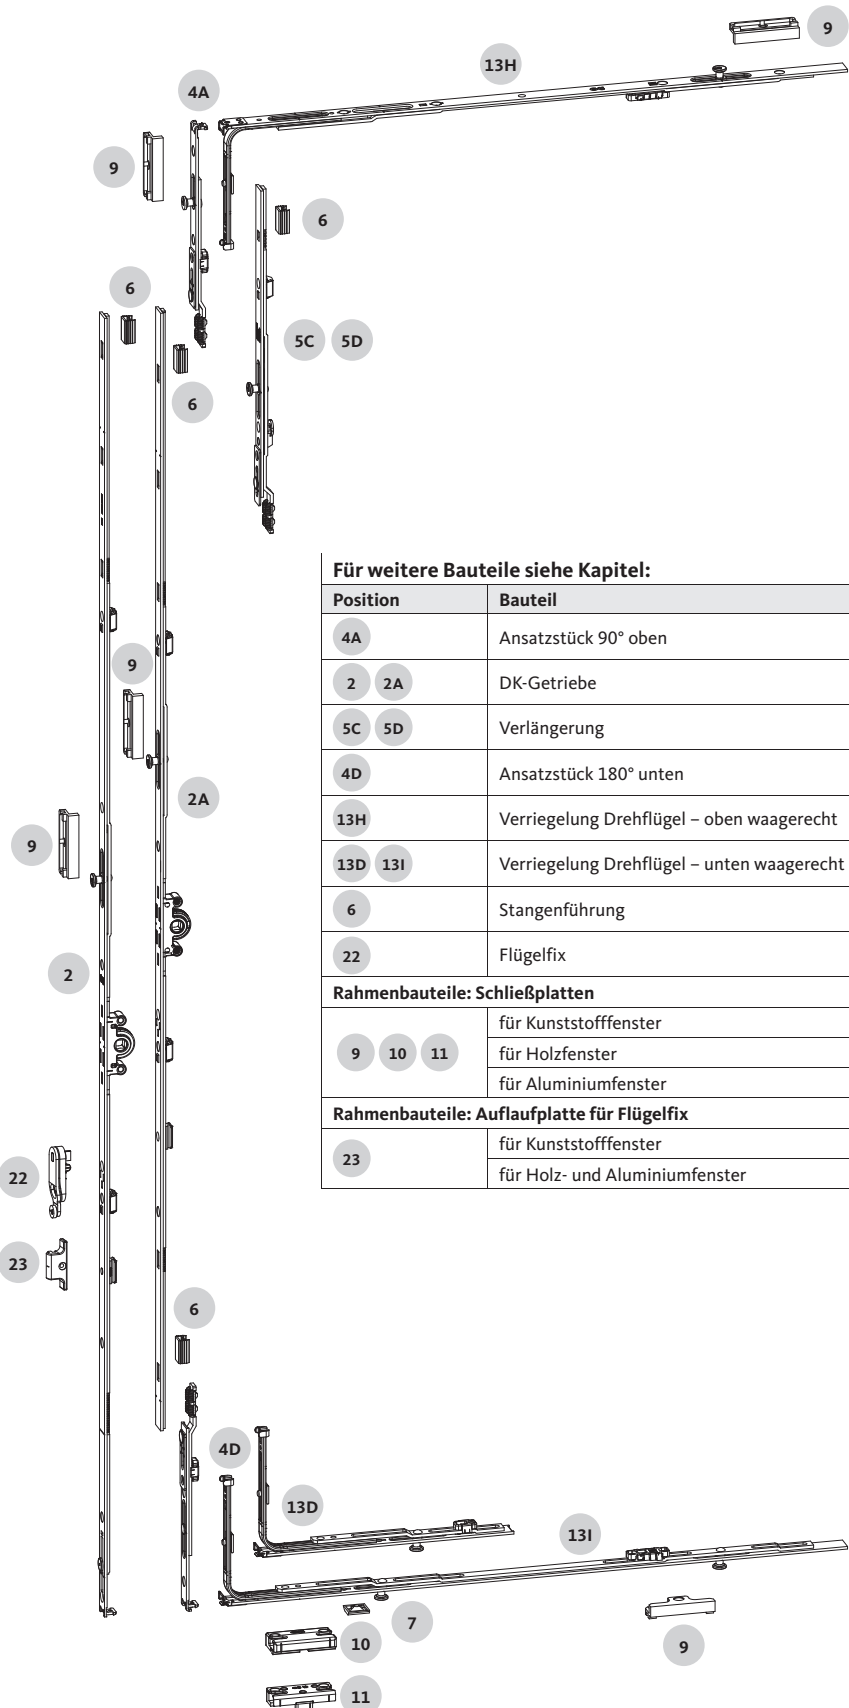 9
13H
4A
9
6
6
5C 5D
6
Für weitere Bauteile siehe Kapitel:
Position Bauteil
4A Ansatzstück 90° oben
2 2A DK-Getriebe
5C 5D Verlängerung
4D Ansatzstück 180° unten
13H Verriegelung Drehflügel – oben waagerecht
13D 13I Verriegelung Drehflügel – unten waagerecht
6 Stangenführung
22 Flügelfix
Rahmenbauteile: Schließplatten
9 10 11
für Kunststofffenster
für Holzfenster
für Aluminiumfenster
Rahmenbauteile: Auflaufplatte für Flügelfix
23
für Kunststofffenster
für Holz- und Aluminiumfenster
9
2A
9
2
22
23
6
4D
13D
13I
7
10
9
11